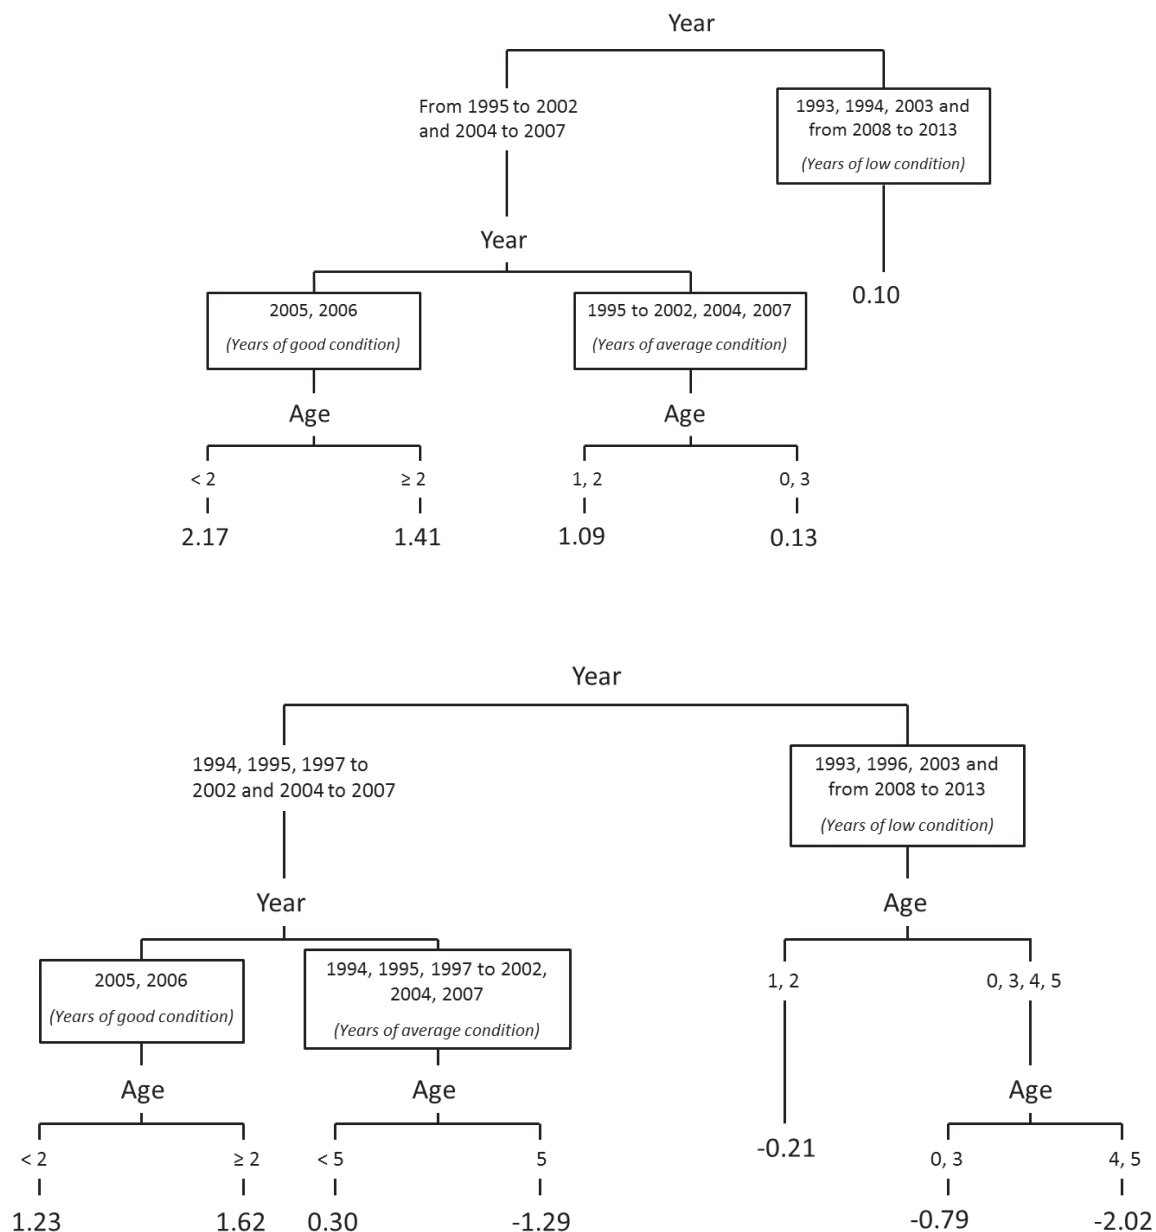 Year
From 1995 to 2002
and 2004 to 2007
1993, 1994, 2003 and
from 2008 to 2013
(Years of low condition)
Year
0.10
2005, 2006
(Years of good condition)
1995 to 2002, 2004, 2007
(Years of average condition)
Age
Age
< 2
≥ 2
1, 2
0, 3
2.17
1.41
1.09
0.13
Year
1994, 1995, 1997 to
2002 and 2004 to 2007
1993, 1996, 2003 and
from 2008 to 2013
(Years of low condition)
Year
Age
2005, 2006
(Years of good condition)
1994, 1995, 1997 to 2002,
2004, 2007
(Years of average condition)
1, 2
0, 3, 4, 5
Age
Age
Age
< 2
≥ 2
< 5
5
-0.21
0, 3
4, 5
1.23
1.62
0.30
-1.29
-0.79
-2.02